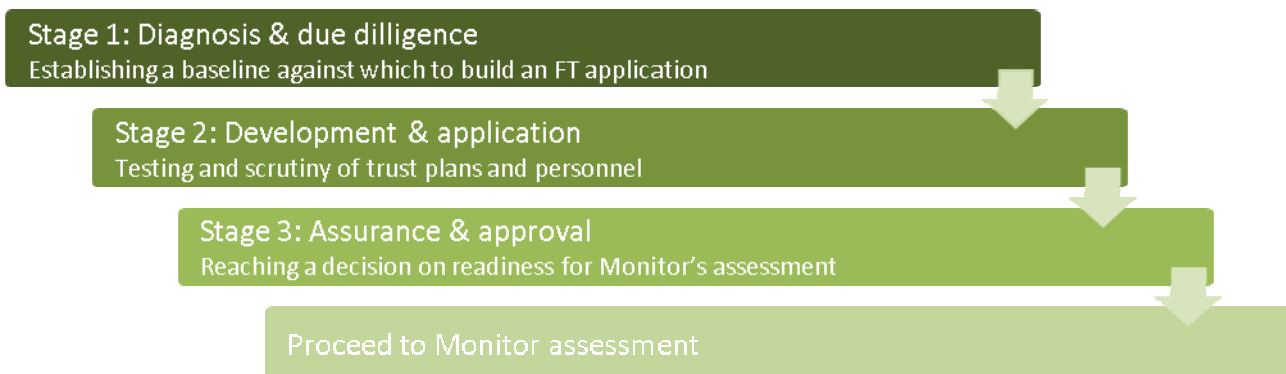 Stage 1: Diagnosis & due dilligence
Establishing a baseline against which to build an FT application
Stage 2: Development & application
Testing and scrutiny of trust plans and personnel
Stage 3: Assurance & approval
Reaching a decision on readiness for Monitor's assessment
Proceed to Monitor assessment